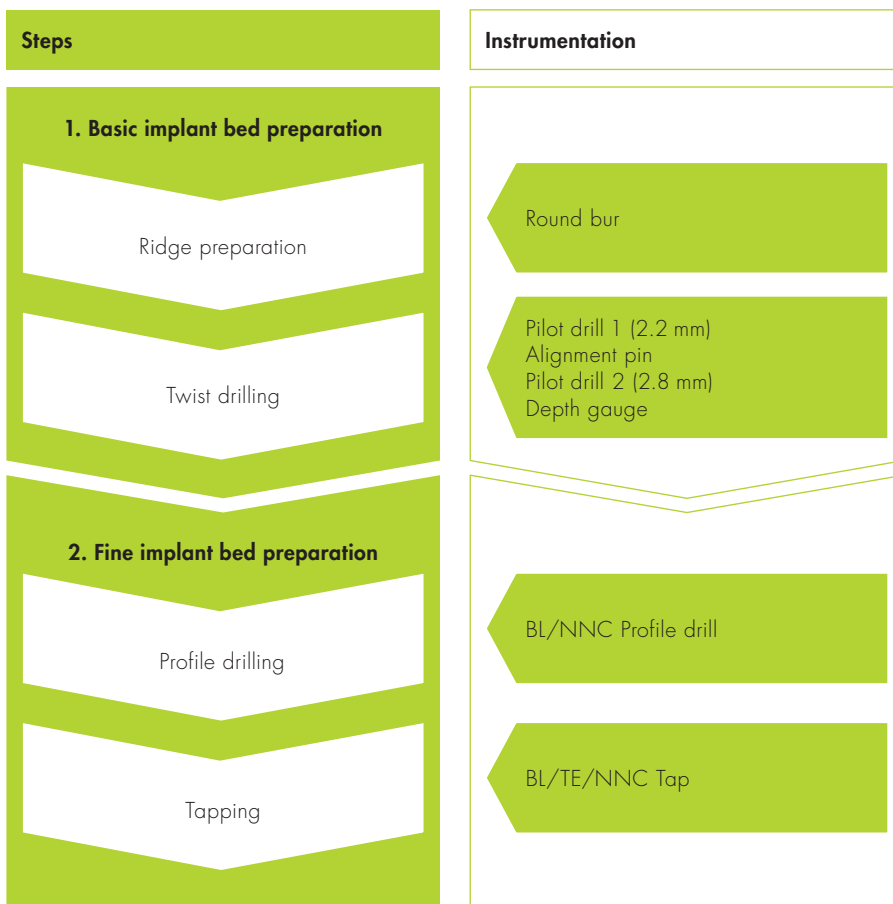 Steps
Instrumentation
1. Basic implant bed preparation
Ridge preparation
Round bur
Twist drilling
Pilot drill 1 (2.2 mm)
Alignment pin
Pilot drill 2 (2.8 mm)
Depth gauge
2. Fine implant bed preparation
Profile drilling
BL/NNC Profile drill
Tapping
BL/TE/NNC Tap